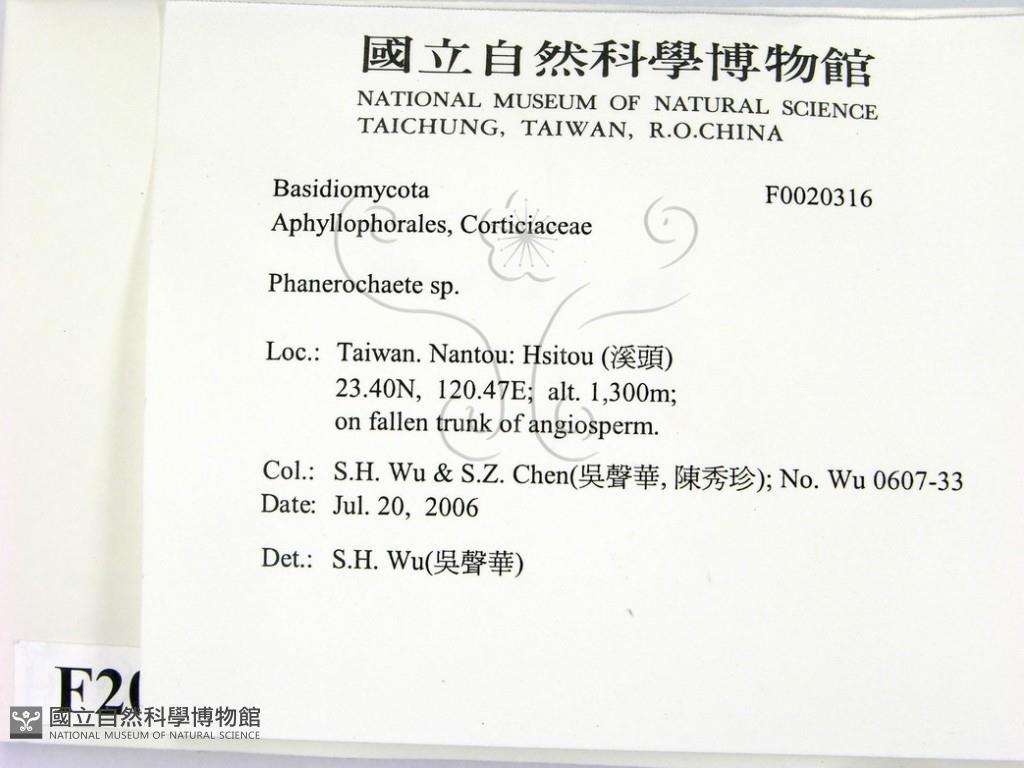 國立自然科學博物館
NATIONAL MUSEUM OF NATURAL SCIENCE
TAICHUNG, TAIWAN, R.O.CHINA
Basidiomycota F0020316
Aphyllophorales, Corticiaceae
Phanerochaete sp.
Loc.: Taiwan. Nantou: Hsitou (溪頭)
23.40N, 120.47E; alt. 1,300m;
on fallen trunk of angiosperm.
Col.: S.H. Wu & S.Z. Chen(吳聲華, 陳秀珍); No. Wu 0607-33
Date: Jul. 20, 2006
Det.: S.H. Wu(吳聲華)
國立自然科學博物館
NATIONAL MUSEUM OF NATURAL SCIENCE